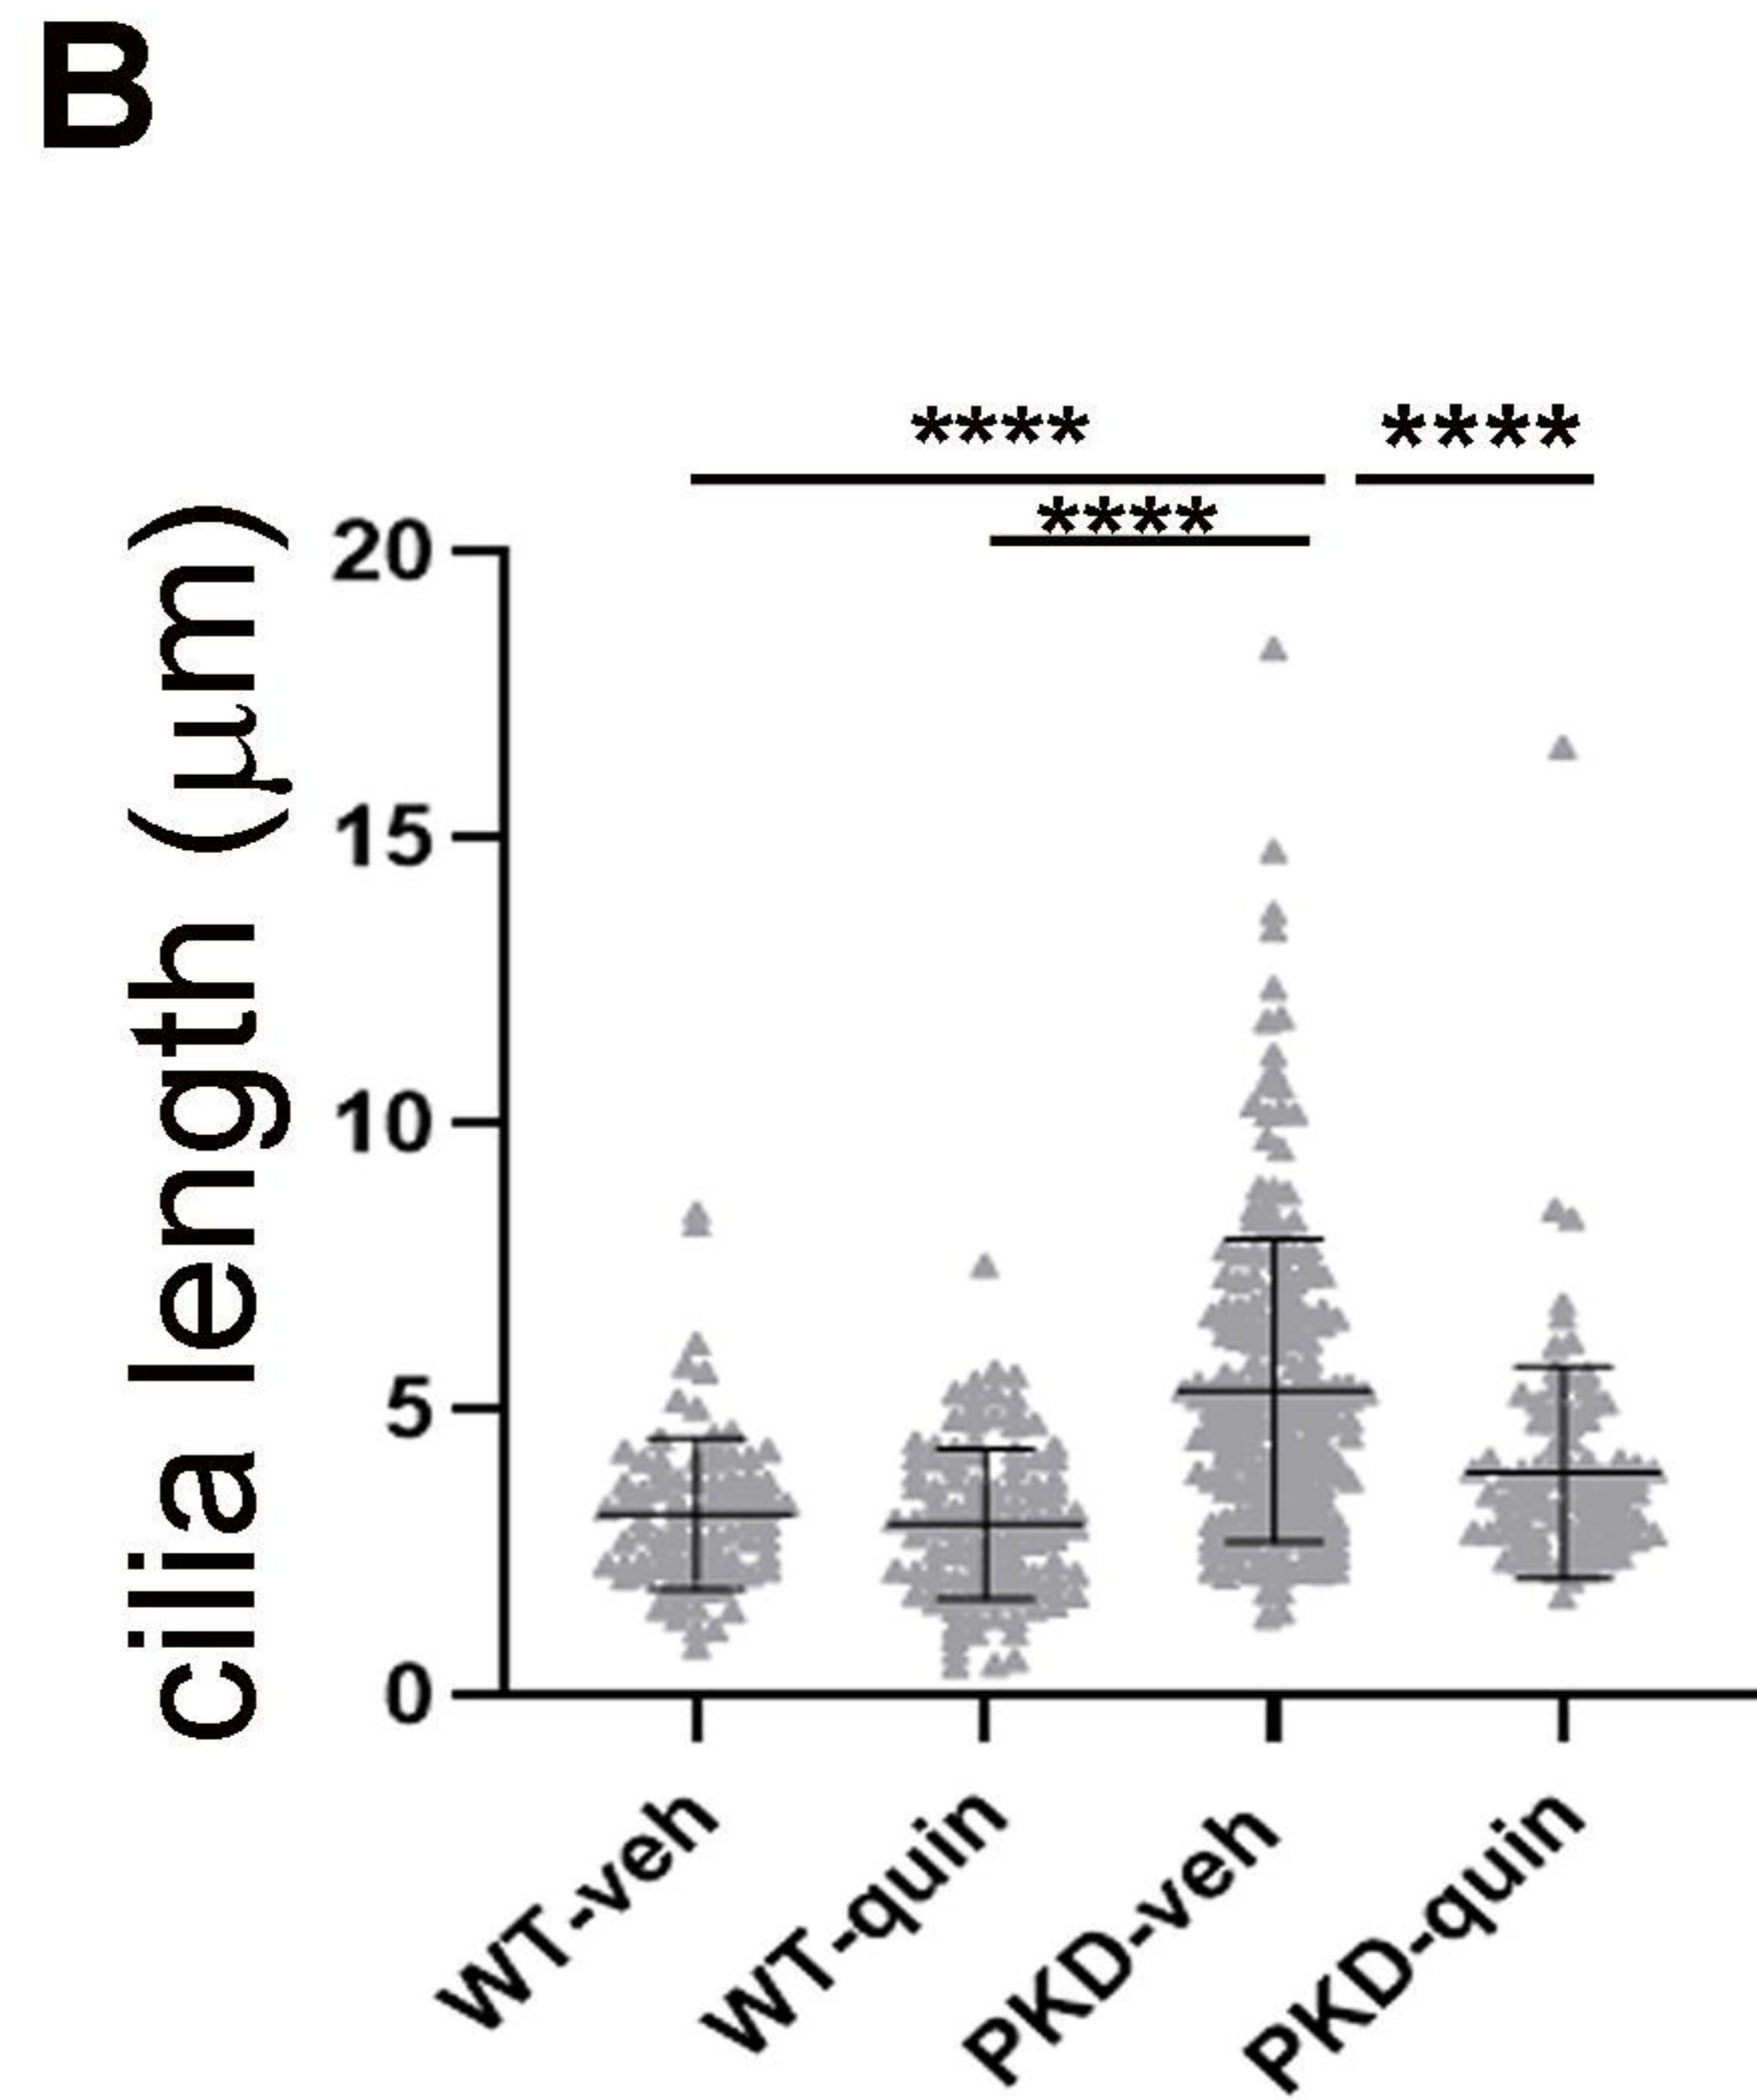 B
**** ****
****
cilia length (μm)
20
15
10
5
0
WT-veh
WT-quin
PKD-veh
PKD-quin